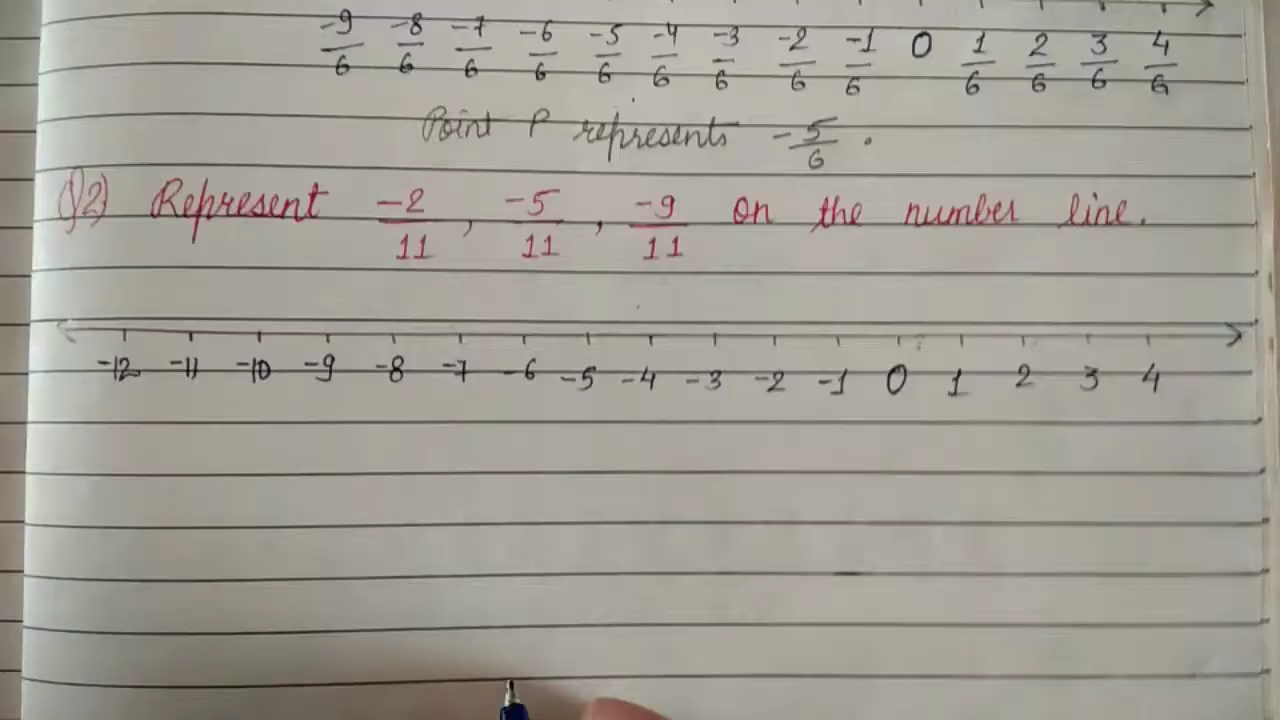 -9/6 -8/6 -7/6 -6/6 -5/6 -4/6 -3/6 -2/6 -1/6 0 1/6 2/6 3/6 4/6
Point P represents -5/6.
Q2) Represent -2/11, -5/11, -9/11 on the number line.
-12 -11 -10 -9 -8 -7 -6 -5 -4 -3 -2 -1 0 1 2 3 4